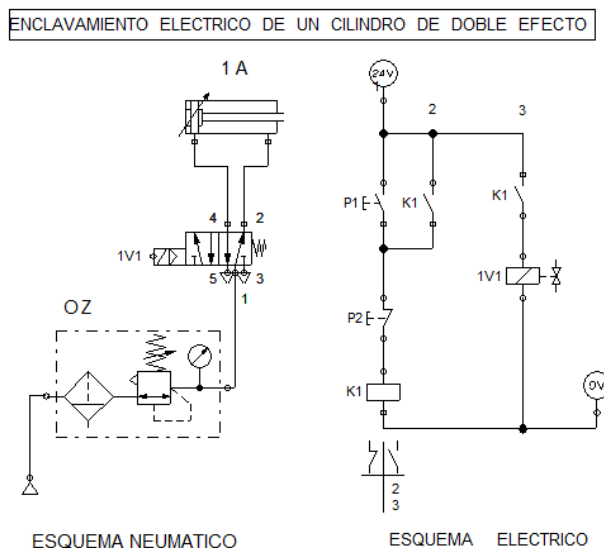 ENCLAVAMIENTO ELECTRICO DE UN CILINDRO DE DOBLE EFECTO
1 A
4 2
1V1
5 3
1
OZ
ESQUEMA NEUMATICO
24V
1 2 3
P1
K1
K1
1V1
P2
K1
0V
2
3
ESQUEMA ELECTRICO